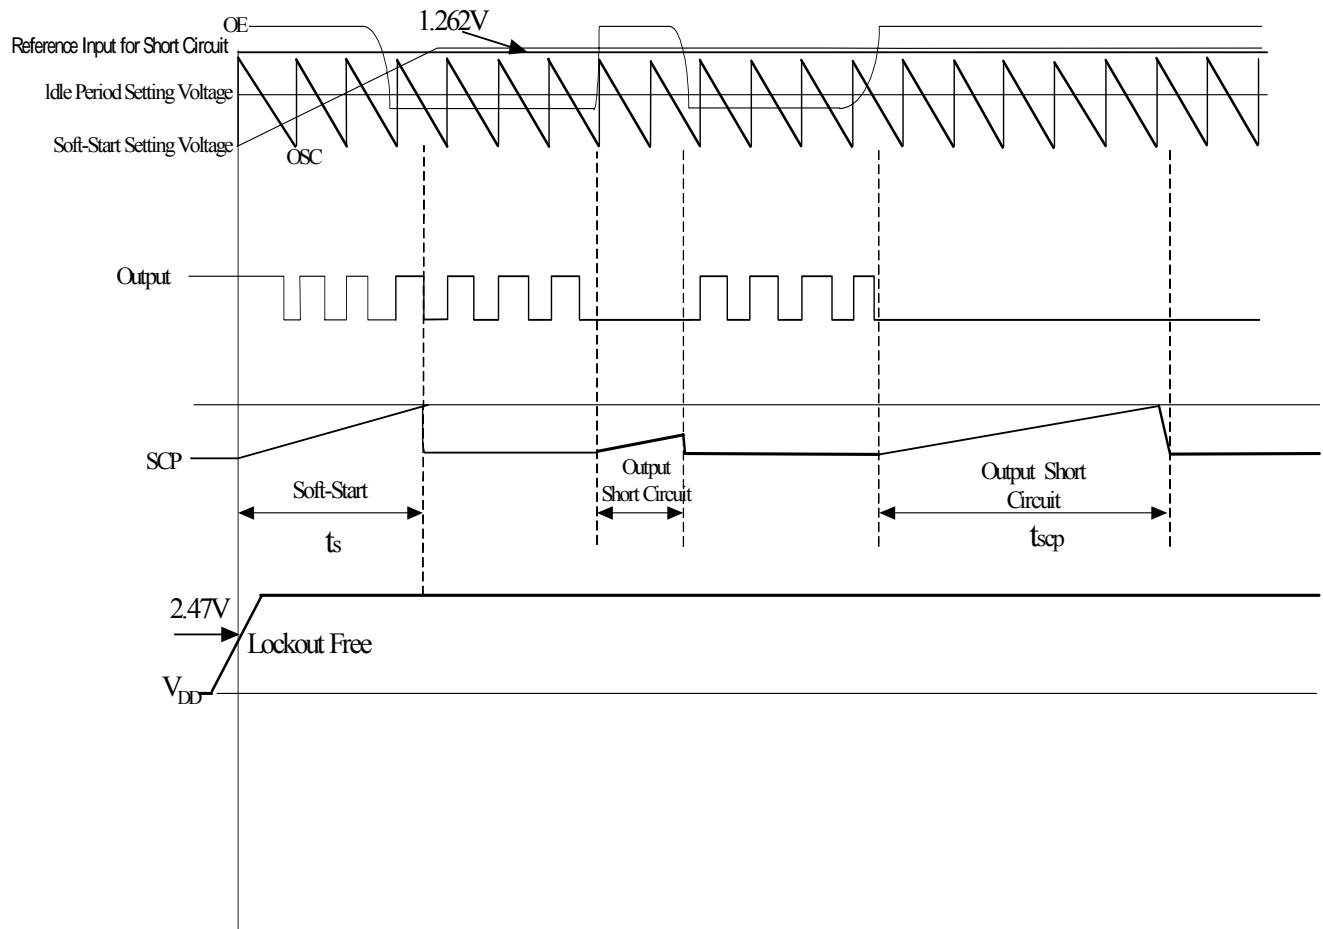 OE
1.262V
Reference Input for Short Circuit
Idle Period Setting Voltage
Soft-Start Setting Voltage
OSC
Output
SCP
Soft-Start
ts
Output
Short Circuit
Output Short
Circuit
tscp
2.47V
Lockout Free
VDD